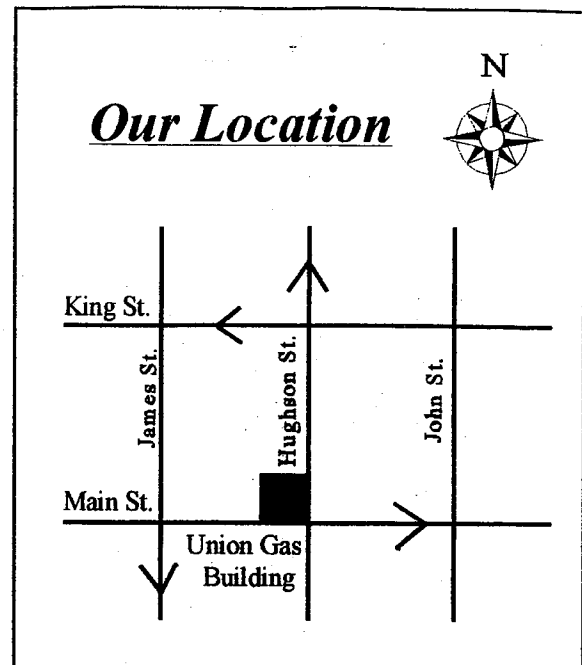 N
Our Location
King St.
James St.
Hughson St.
John St.
Main St.
Union Gas
Building